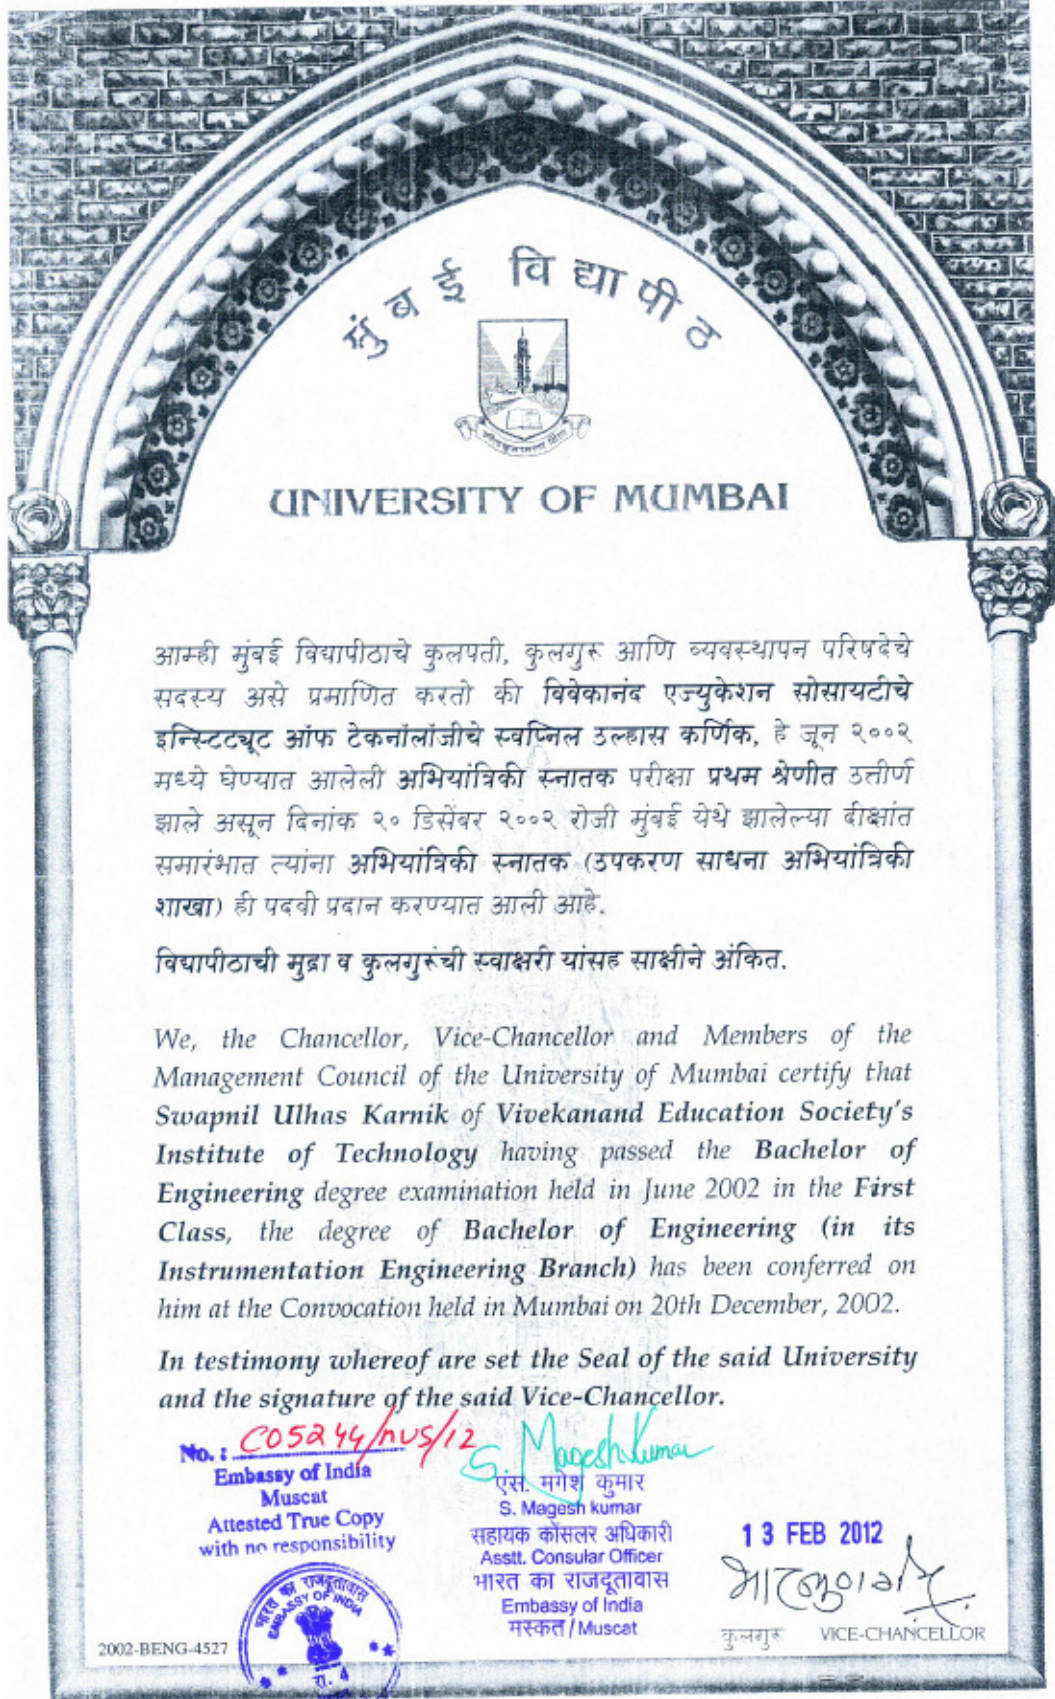 मुंबई विद्यापीठ
UNIVERSITY OF MUMBAI
आम्ही मुंबई विद्यापीठाचे कुलपती, कुलगुरू आणि व्यवस्थापन परिषदेचे
सदस्य असे प्रमाणित करतो की विवेकानंद एज्युकेशन सोसायटीचे
इन्स्टिटट्यूट ऑफ टेकनॉलॉजीचे स्वप्निल उल्हास कर्णिक, हे जून २००२
मध्ये घेण्यात आलेली अभियांत्रिकी स्नातक परीक्षा प्रथम श्रेणीत उत्तीर्ण
झाले असून दिनांक २० डिसेंबर २००२ रोजी मुंबई येथे झालेल्या दीक्षांत
समारंभात त्यांना अभियांत्रिकी स्नातक (उपकरण साधना अभियांत्रिकी
शाखा) ही पदवी प्रदान करण्यात आली आहे.
विद्यापीठाची मुद्रा व कुलगुरूंची स्वाक्षरी यांसह साक्षीने अंकित.
We, the Chancellor, Vice-Chancellor and Members of the
Management Council of the University of Mumbai certify that
Swapnil Ulhas Karnik of Vivekanand Education Society's
Institute of Technology having passed the Bachelor of
Engineering degree examination held in June 2002 in the First
Class, the degree of Bachelor of Engineering (in its
Instrumentation Engineering Branch) has been conferred on
him at the Convocation held in Mumbai on 20th December, 2002.
In testimony whereof are set the Seal of the said University
and the signature of the said Vice-Chancellor.
No. : C05244/MUS/12
Embassy of India
Muscat
Attested True Copy
with no responsibility
S. Mageshkumar
एस. मगेश कुमार
S. Magesh kumar
सहायक कोंसलर अधिकारी
Asstt. Consular Officer
भारत का राजदूतावास
Embassy of India
मस्कत/Muscat
13 FEB 2012
कुलगुरू VICE-CHANCELLOR
2002-BENG-4527
भारत का राजदूतावास
EMBASSY OF INDIA
रा. 4